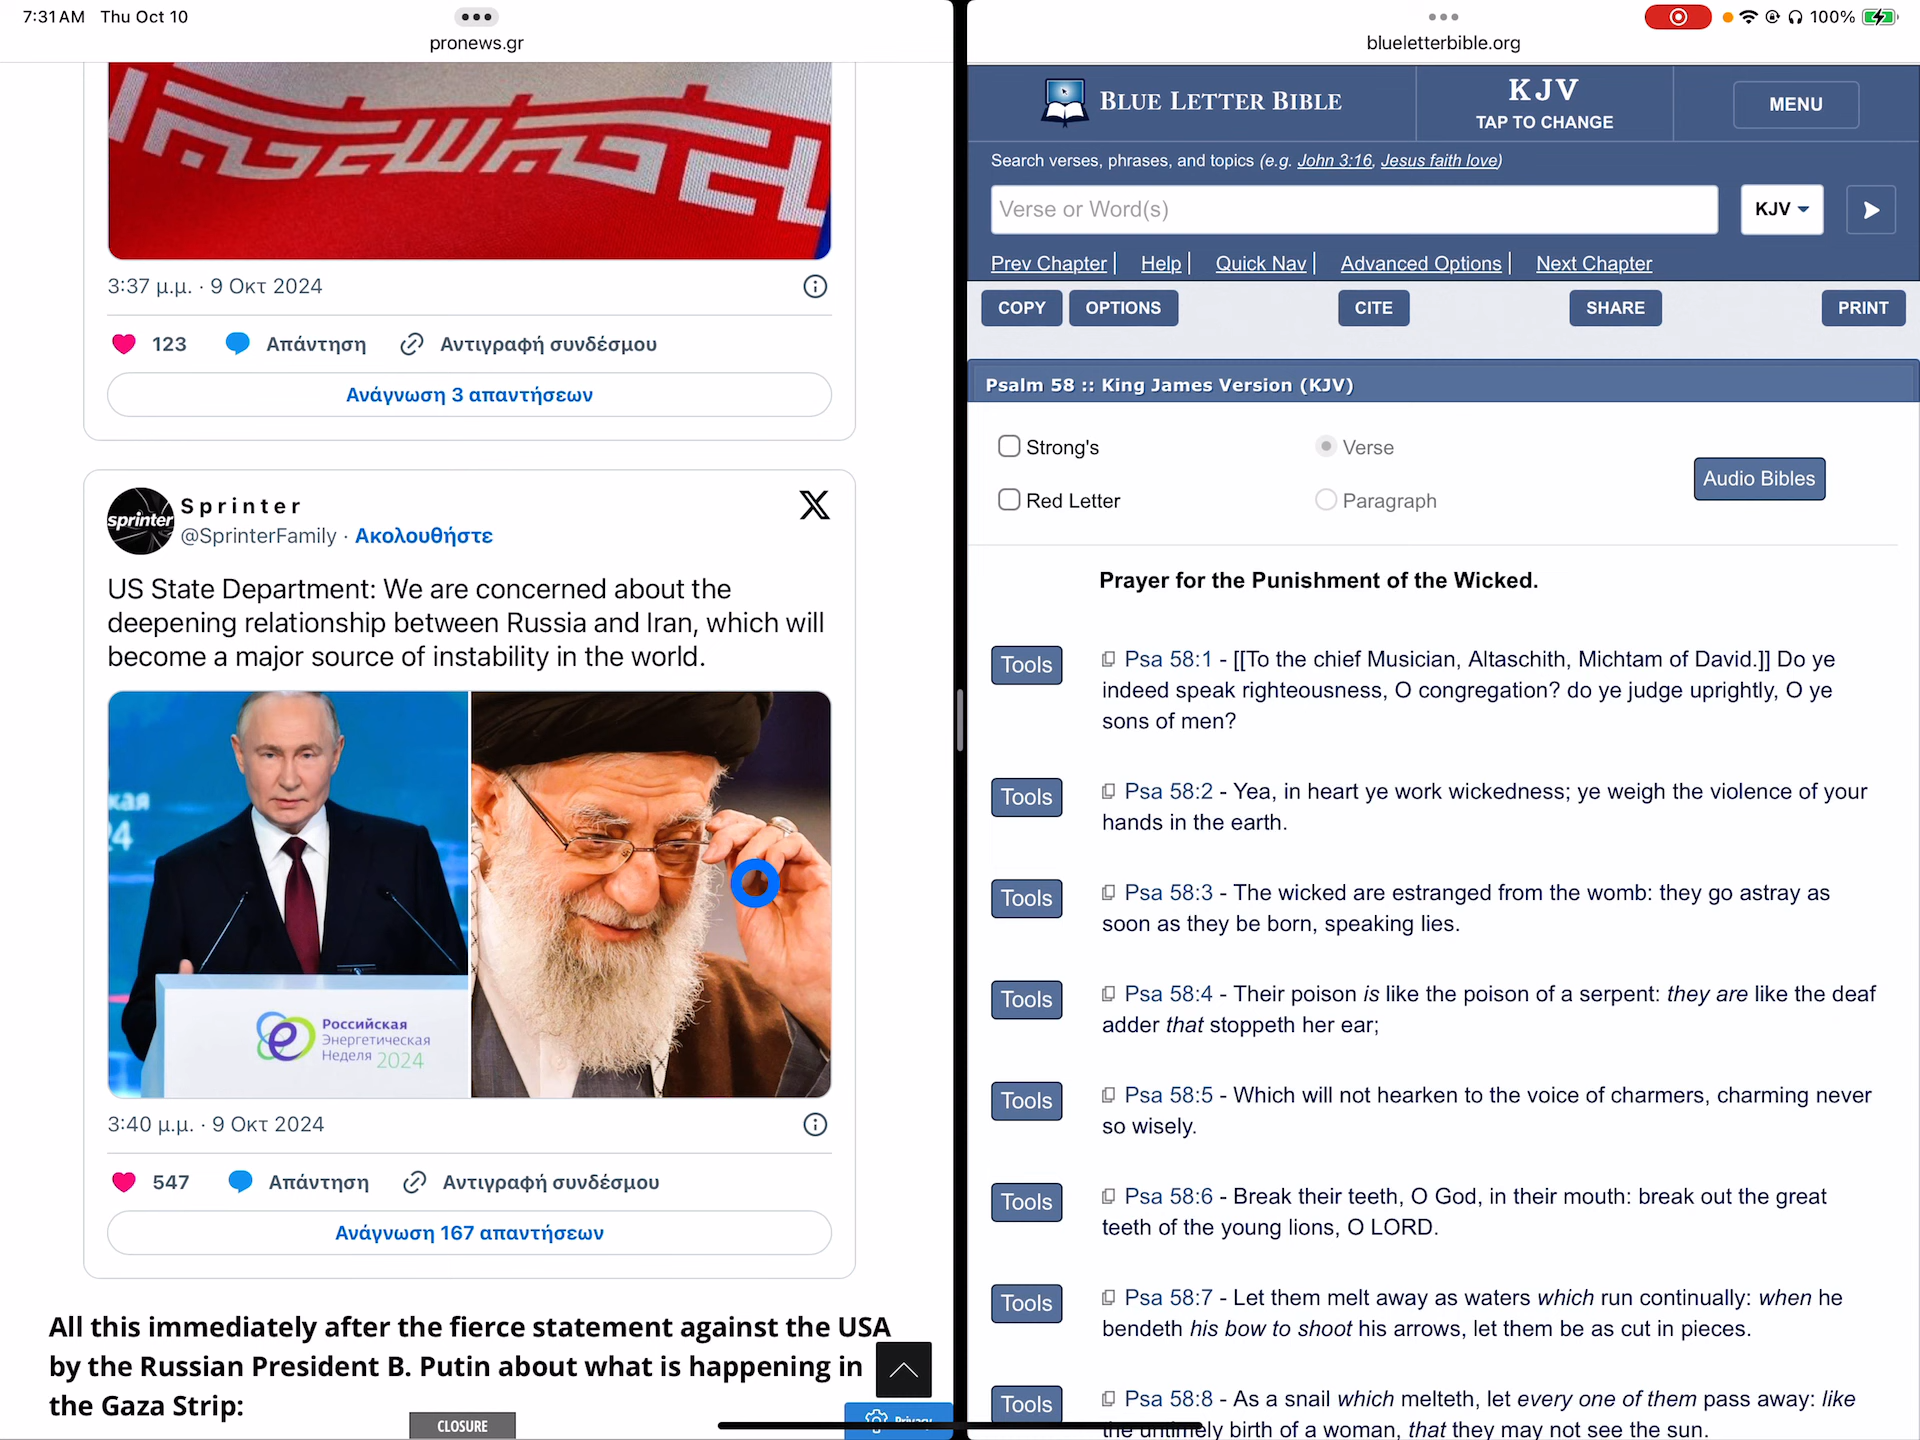 7:31 AM Thu Oct 10
pronews.gr
3:37 μ.μ. · 9 Οκτ 2024
123 Απάντηση Αντιγραφή συνδέσμου
Ανάγνωση 3 απαντήσεων
sprinter
Sprinter
@SprinterFamily · Ακολουθήστε
US State Department: We are concerned about the
deepening relationship between Russia and Iran, which will
become a major source of instability in the world.
Российская
Энергетическая
Неделя 2024
3:40 μ.μ. · 9 Οκτ 2024
547 Απάντηση Αντιγραφή συνδέσμου
Ανάγνωση 167 απαντήσεων
All this immediately after the fierce statement against the USA
by the Russian President B. Putin about what is happening in
the Gaza Strip:
CLOSURE
Privacy
100%
blueletterbible.org
BLUE LETTER BIBLE
KJV
TAP TO CHANGE
MENU
Search verses, phrases, and topics (e.g. John 3:16, Jesus faith love)
Verse or Word(s)
KJV
Prev Chapter | Help | Quick Nav | Advanced Options | Next Chapter
COPY OPTIONS CITE SHARE PRINT
Psalm 58 :: King James Version (KJV)
Strong's Verse
Red Letter Paragraph
Audio Bibles
Prayer for the Punishment of the Wicked.
Tools Psa 58:1 - [[To the chief Musician, Altaschith, Michtam of David.]] Do ye
indeed speak righteousness, O congregation? do ye judge uprightly, O ye
sons of men?
Tools Psa 58:2 - Yea, in heart ye work wickedness; ye weigh the violence of your
hands in the earth.
Tools Psa 58:3 - The wicked are estranged from the womb: they go astray as
soon as they be born, speaking lies.
Tools Psa 58:4 - Their poison is like the poison of a serpent: they are like the deaf
adder that stoppeth her ear;
Tools Psa 58:5 - Which will not hearken to the voice of charmers, charming never
so wisely.
Tools Psa 58:6 - Break their teeth, O God, in their mouth: break out the great
teeth of the young lions, O LORD.
Tools Psa 58:7 - Let them melt away as waters which run continually: when he
bendeth his bow to shoot his arrows, let them be as cut in pieces.
Tools Psa 58:8 - As a snail which melteth, let every one of them pass away: like
the untimely birth of a woman, that they may not see the sun.